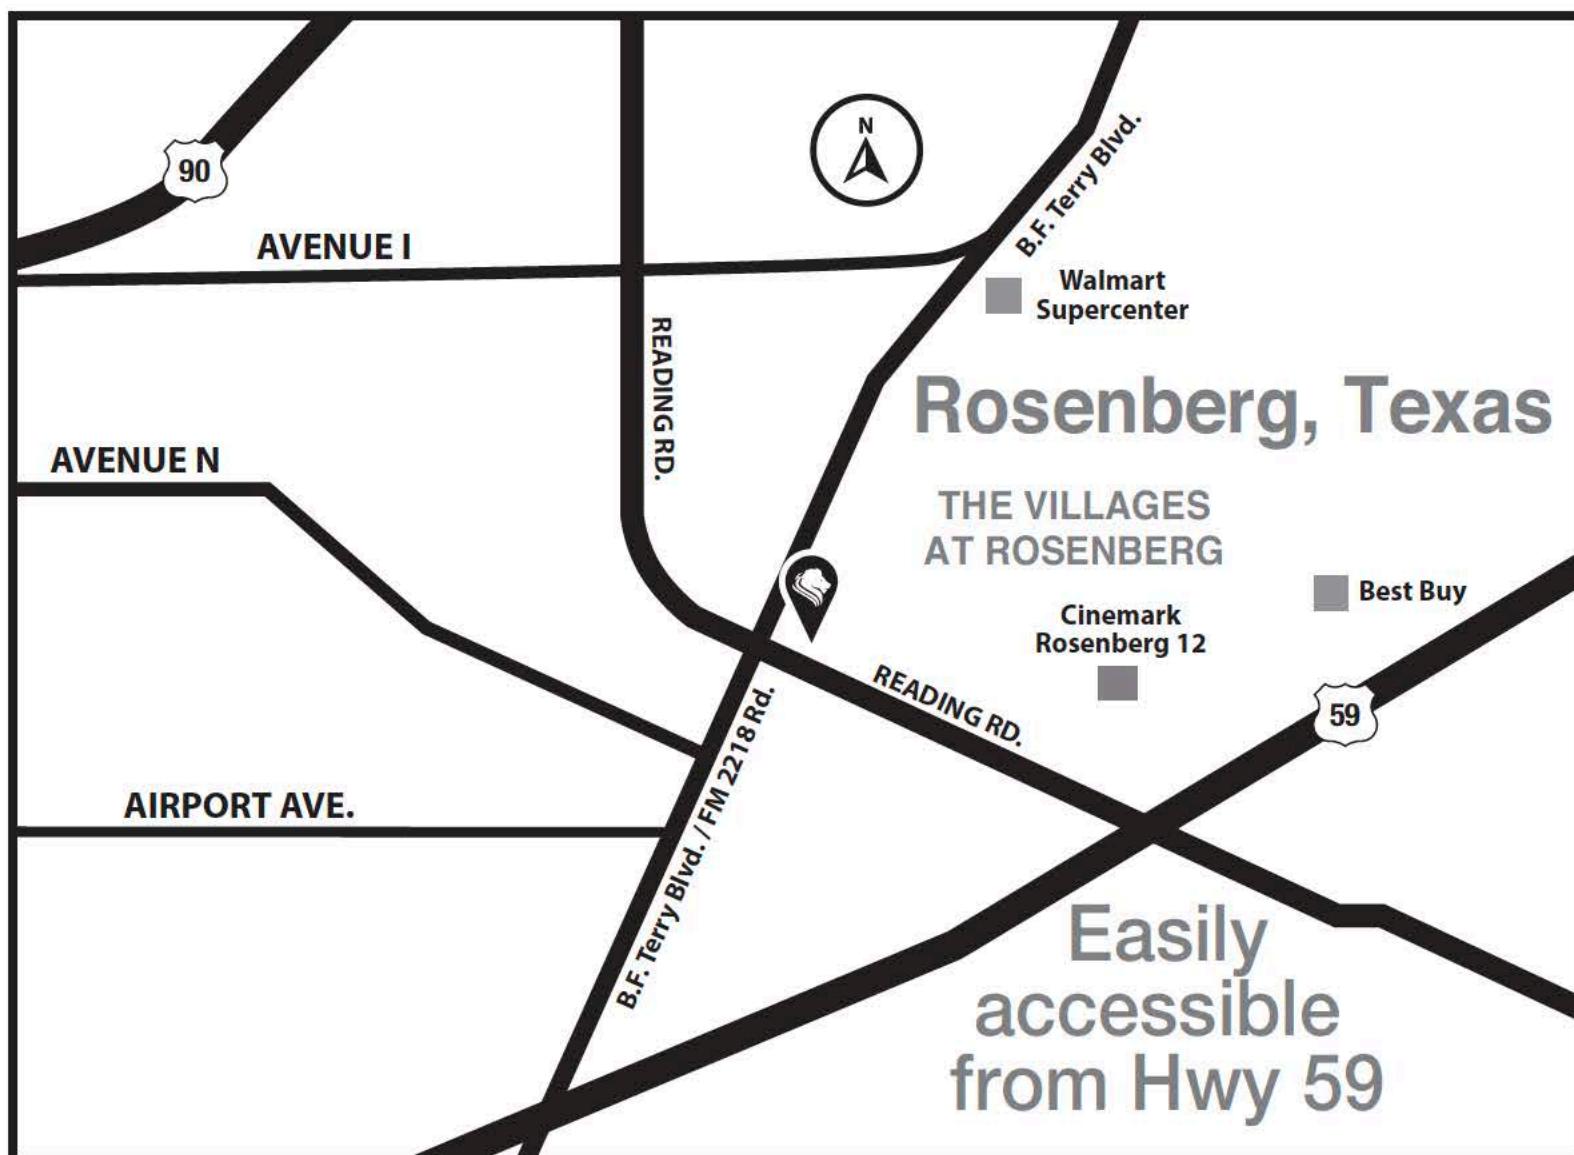 N
90
B.F. Terry Blvd.
AVENUE I
Walmart
Supercenter
READING RD.
Rosenberg, Texas
AVENUE N
THE VILLAGES
AT ROSENBERG
Best Buy
Cinemark
Rosenberg 12
READING RD.
59
B.F. Terry Blvd. / FM 2218 Rd.
AIRPORT AVE.
Easily
accessible
from Hwy 59